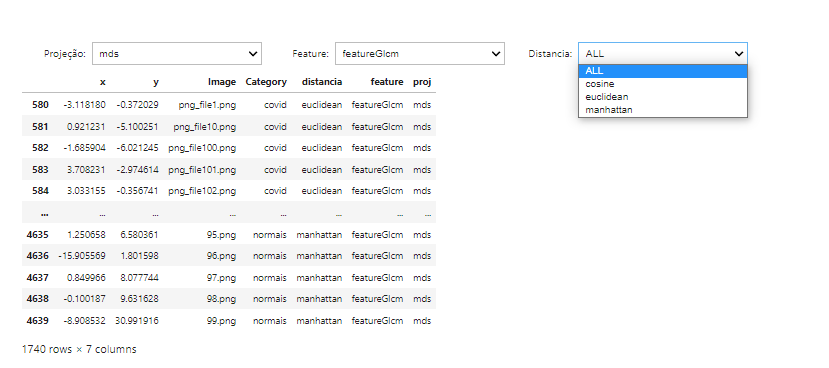 Projeção: mds Feature: featureGlcm Distancia: ALL
ALL
cosine
euclidean
manhattan
x y Image Category distancia feature proj
580 -3.118180 -0.372029 png_file1.png covid euclidean featureGlcm mds
581 0.921231 -5.100251 png_file10.png covid euclidean featureGlcm mds
582 -1.685904 -6.021245 png_file100.png covid euclidean featureGlcm mds
583 3.708231 -2.974614 png_file101.png covid euclidean featureGlcm mds
584 3.033155 -0.356741 png_file102.png covid euclidean featureGlcm mds
... ... ... ... ... ... ... ...
4635 1.250658 6.580361 95.png normais manhattan featureGlcm mds
4636 -15.905569 1.801598 96.png normais manhattan featureGlcm mds
4637 0.849966 8.077744 97.png normais manhattan featureGlcm mds
4638 -0.100187 9.631628 98.png normais manhattan featureGlcm mds
4639 -8.908532 30.991916 99.png normais manhattan featureGlcm mds
1740 rows × 7 columns